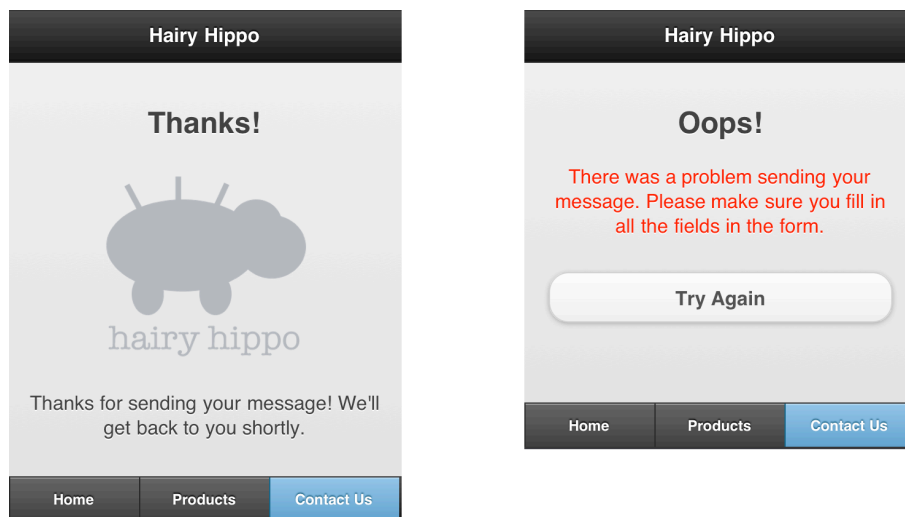 Hairy Hippo
Thanks!
hairy hippo
Thanks for sending your message! We'll
get back to you shortly.
Home Products Contact Us
Hairy Hippo
Oops!
There was a problem sending your
message. Please make sure you fill in
all the fields in the form.
Try Again
Home Products Contact Us